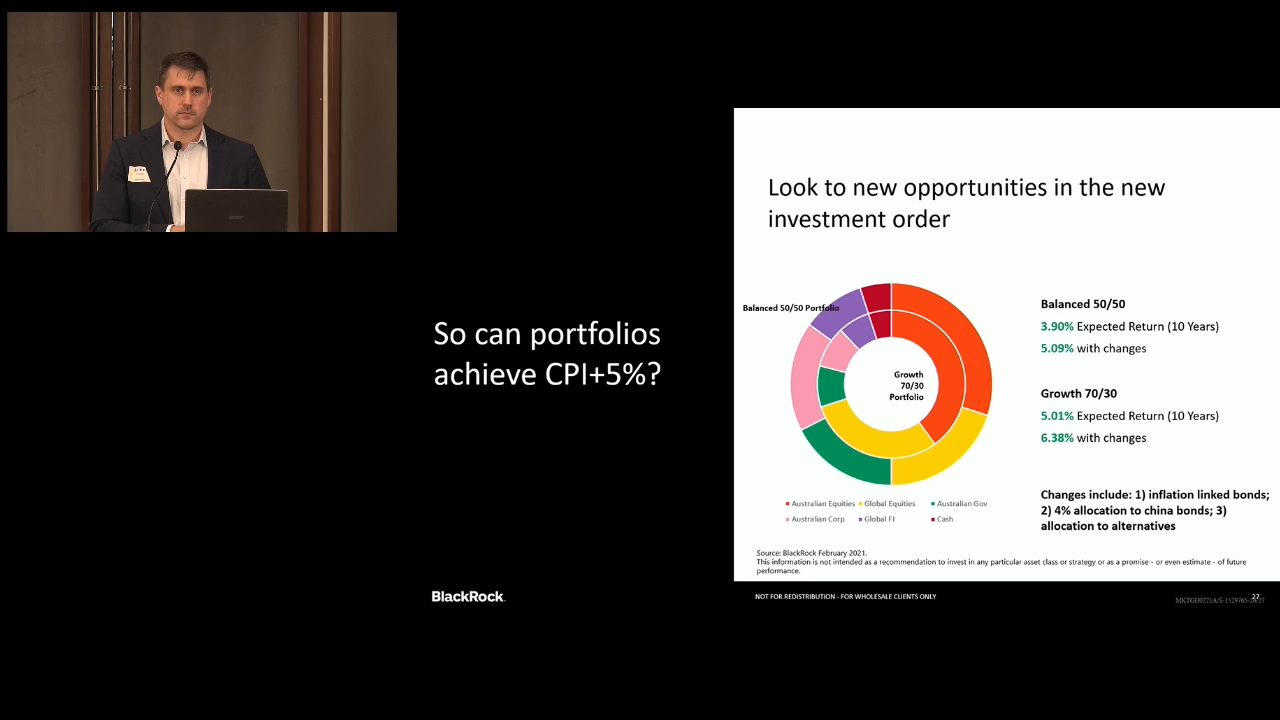 So can portfolios
achieve CPI+5%?
BlackRock.
Look to new opportunities in the new
investment order
Balanced 50/50 Portfolio
Growth
70/30
Portfolio
Australian Equities
Global Equities
Australian Gov
Australian Corp
Global FI
Cash
Balanced 50/50
3.90% Expected Return (10 Years)
5.09% with changes
Growth 70/30
5.01% Expected Return (10 Years)
6.38% with changes
Changes include: 1) inflation linked bonds;
2) 4% allocation to china bonds; 3)
allocation to alternatives
Source: BlackRock February 2021.
This information is not intended as a recommendation to invest in any particular asset class or strategy or as a promise - or even estimate - of future
performance.
NOT FOR REDISTRIBUTION - FOR WHOLESALE CLIENTS ONLY
27